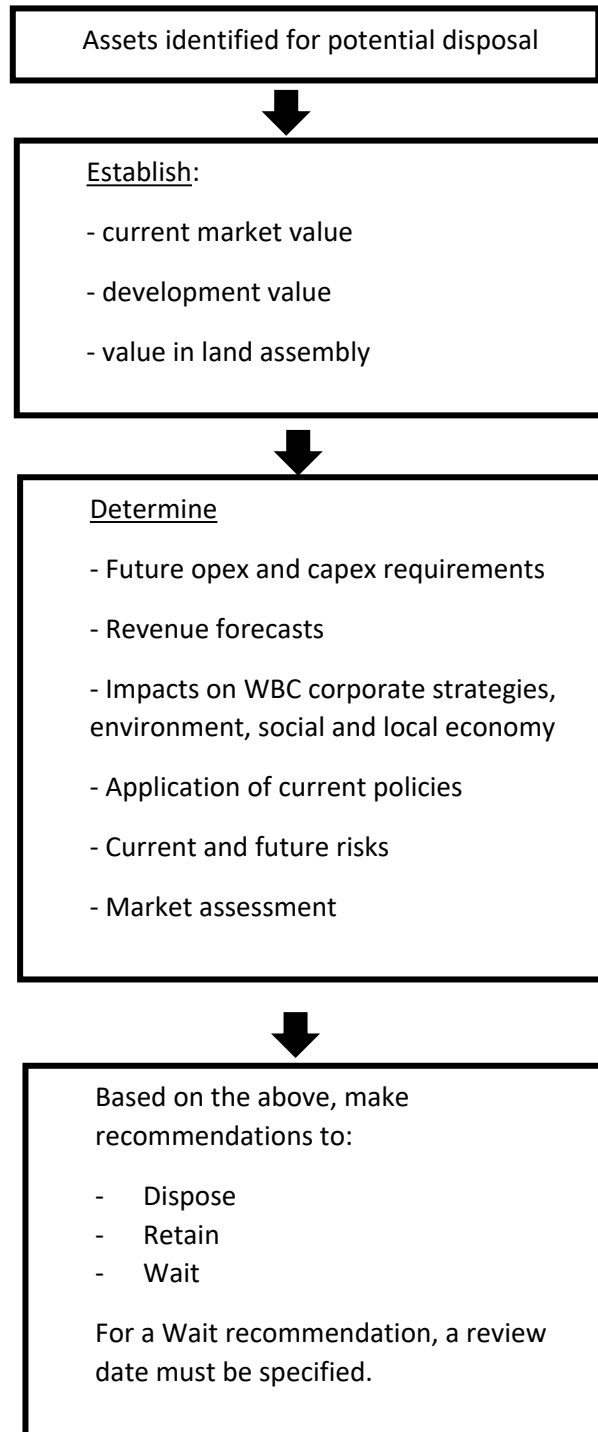 Assets identified for potential disposal
Establish:
- current market value
- development value
- value in land assembly
Determine
- Future opex and capex requirements
- Revenue forecasts
- Impacts on WBC corporate strategies,
environment, social and local economy
- Application of current policies
- Current and future risks
- Market assessment
Based on the above, make
recommendations to:
- Dispose
- Retain
- Wait
For a Wait recommendation, a review
date must be specified.